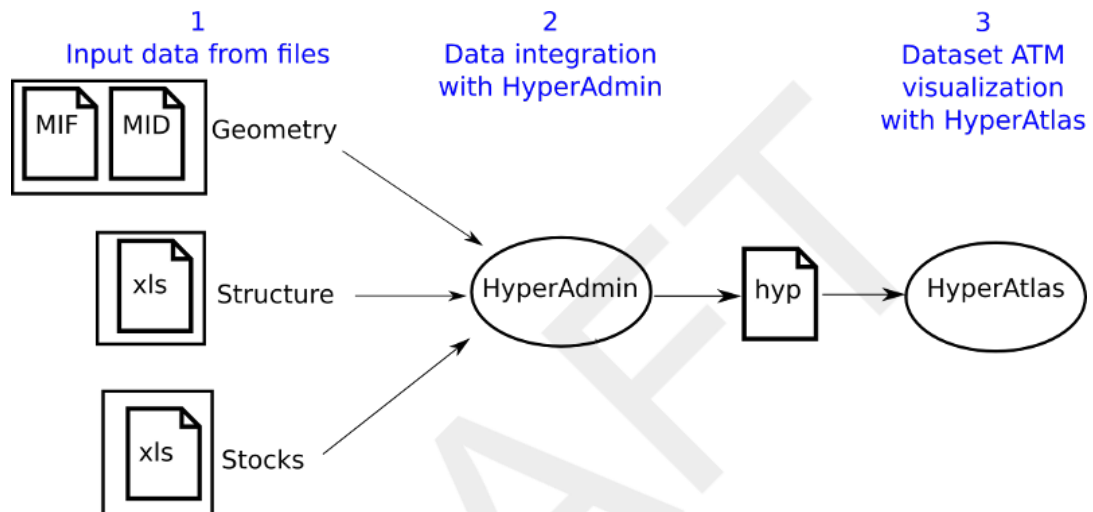 1
Input data from files
2
Data integration
with HyperAdmin
3
Dataset ATM
visualization
with HyperAtlas
MIF
MID
Geometry
xls
Structure
HyperAdmin
hyp
HyperAtlas
xls
Stocks